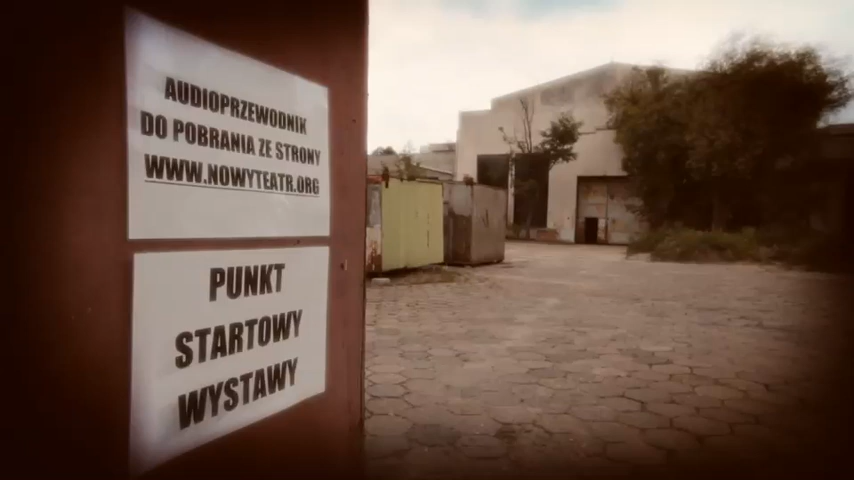 AUDIOPRZEWODNIK
DO POBRANIA ZE STRONY
WWW.NOWYTEATR.ORG
PUNKT
STARTOWY
WYSTAWY